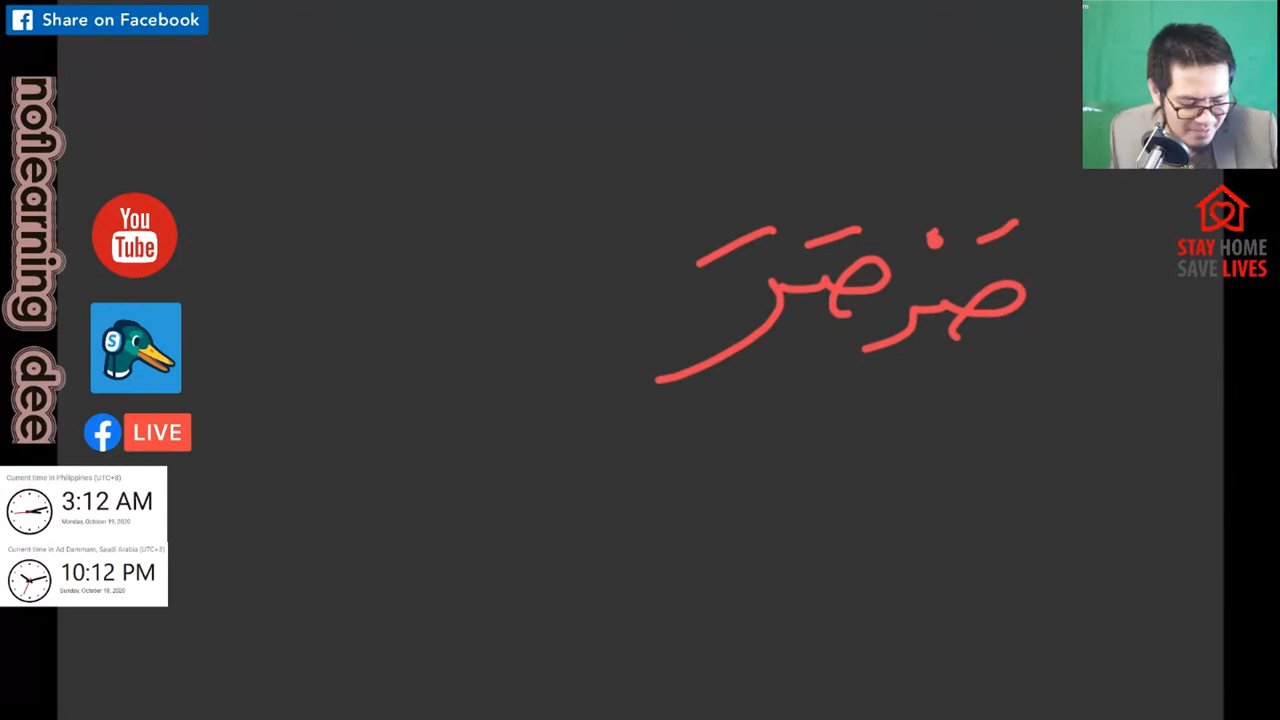 Share on Facebook
noflearning dee
You
Tube
صَرْصَرَ
STAY HOME
SAVE LIVES
S
LIVE
Current time in Philippines (UTC+8)
3:12 AM
Monday, October 19, 2020
Current time in Ad Dammam, Saudi Arabia (UTC+3)
10:12 PM
Sunday, October 18, 2020